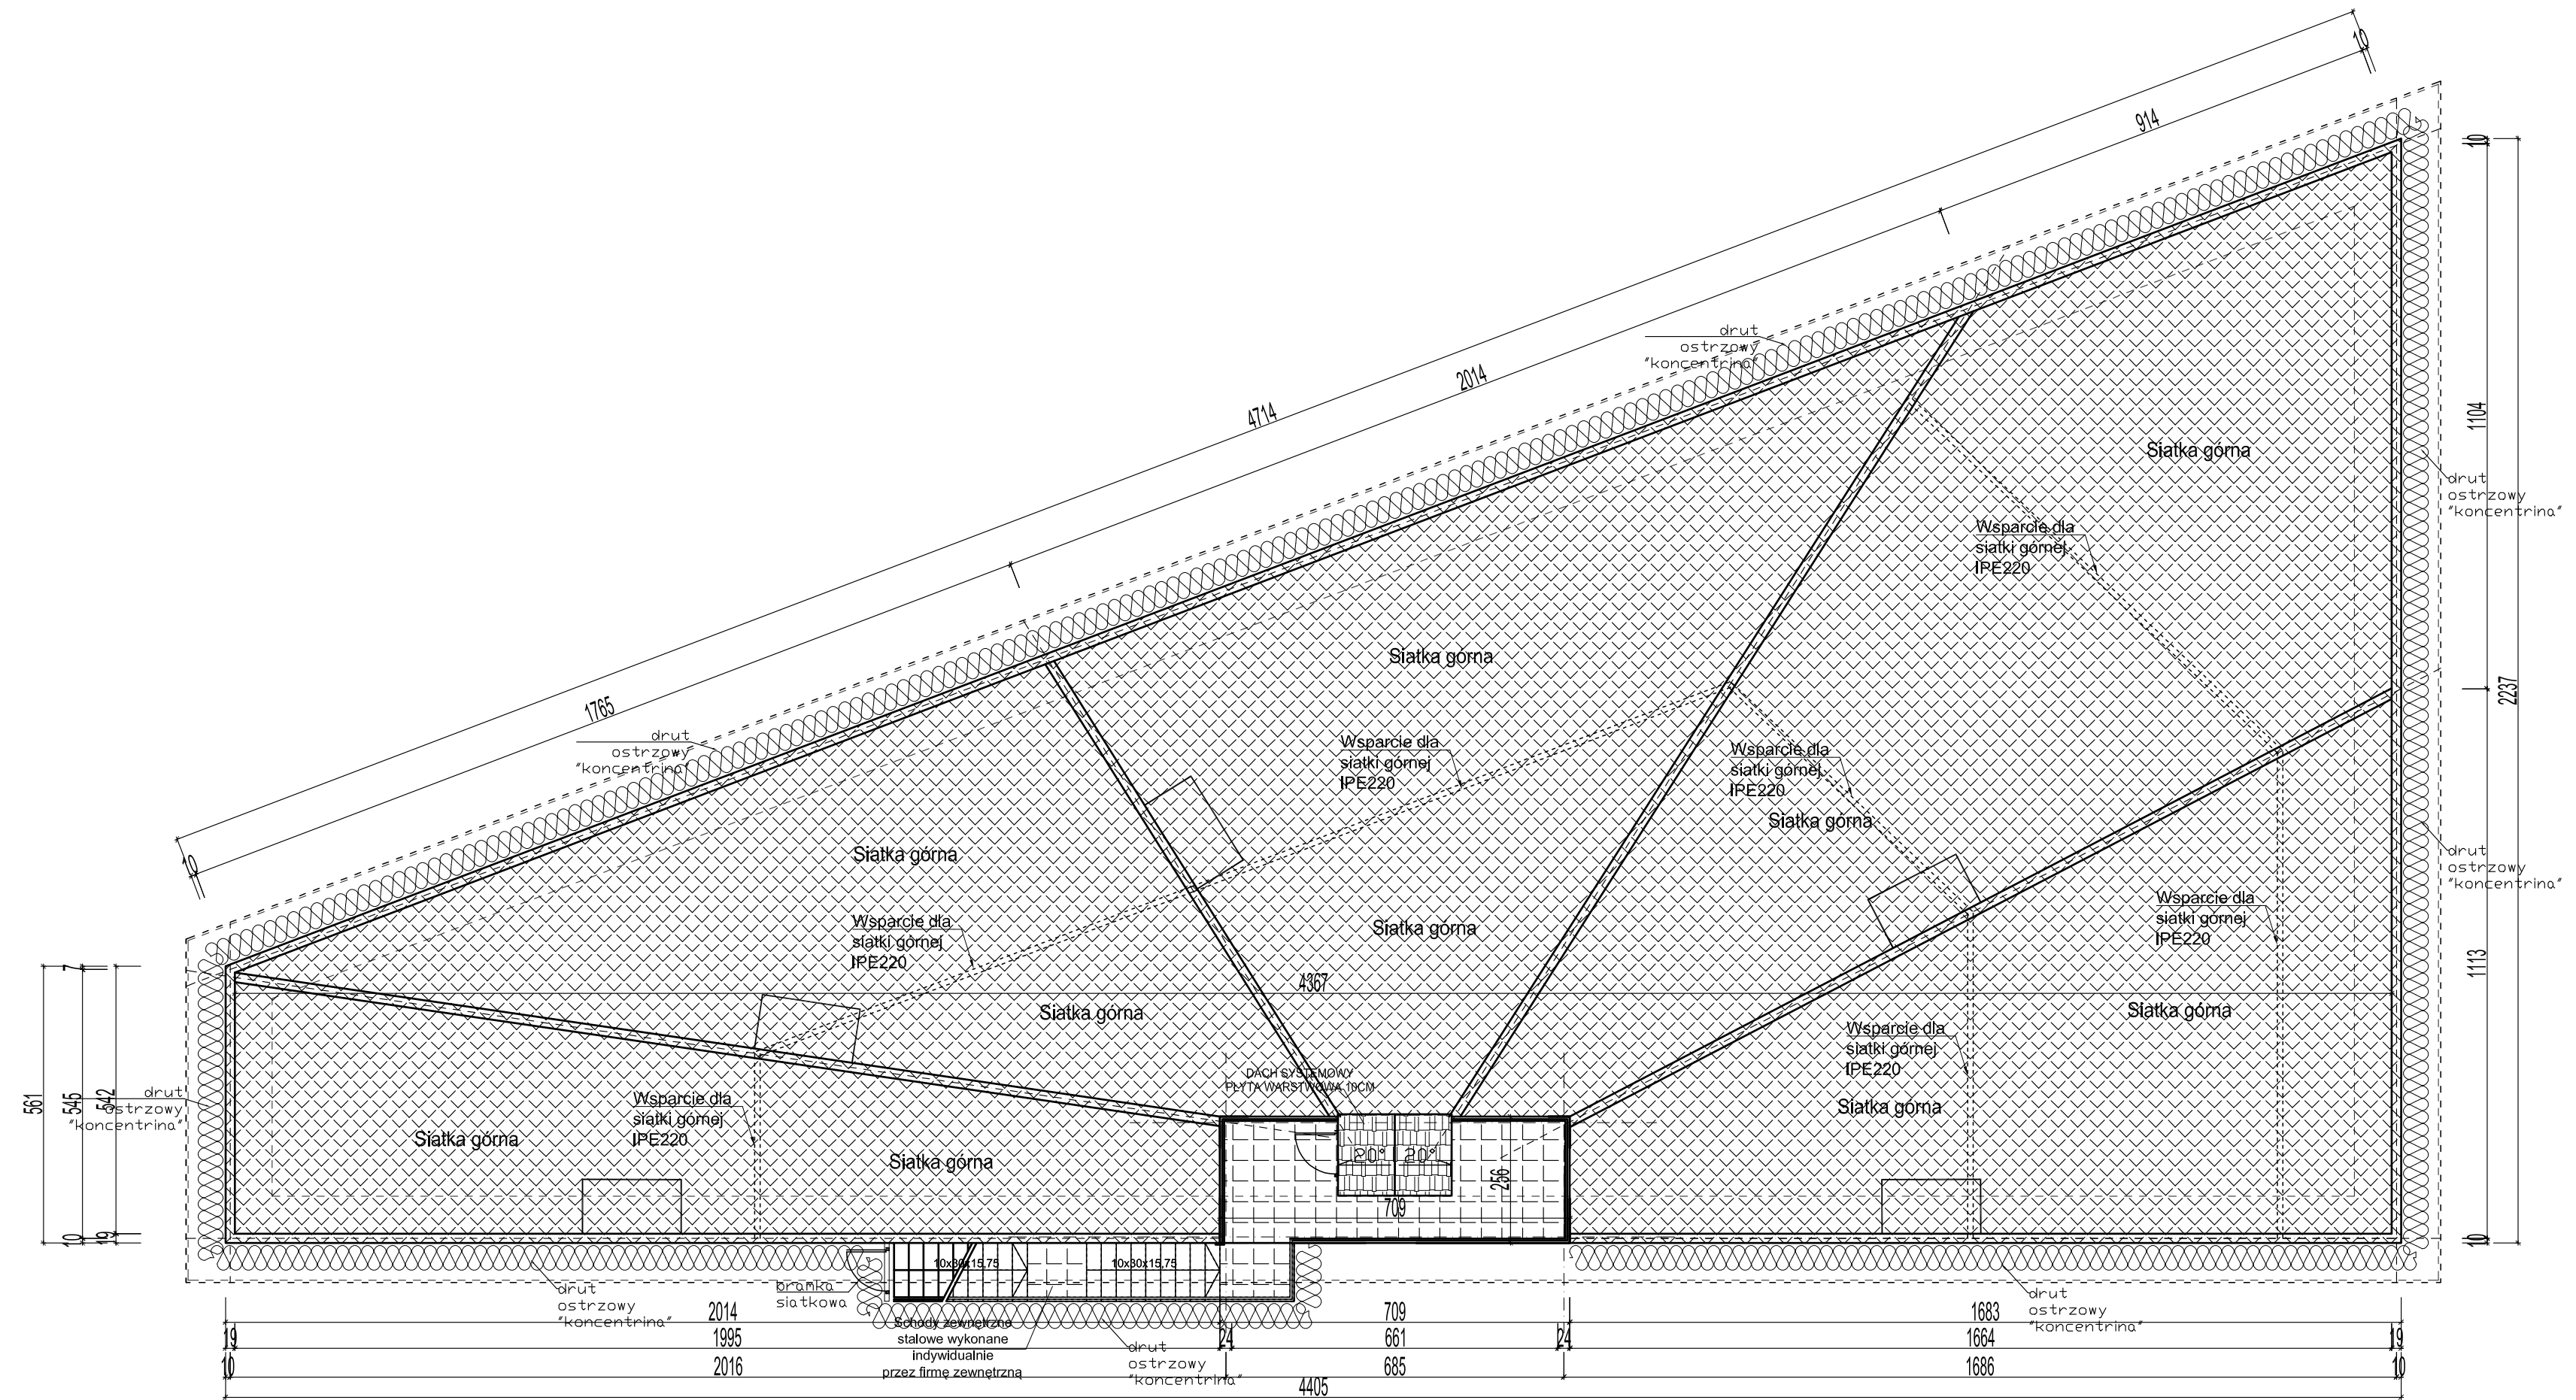 10
914
10
4714
2014
1104
drut
ostrzowy
"koncentrina"
Siatka górna
drut
ostrzowy
"koncentrina"
Wsparcie dla
siatki górnej
IPE220
Siatka górna
2237
1765
drut
ostrzowy
"koncentrina"
Wsparcie dla
siatki górnej
IPE220
Wsparcie dla
siatki górnej
IPE220
Siatka górna
10
Siatka górna
drut
ostrzowy
"koncentrina"
Wsparcie dla
siatki górnej
IPE220
Siatka górna
Wsparcie dla
siatki górnej
IPE220
1113
4367
7
Siatka górna
Siatka górna
Wsparcie dla
siatki górnej
IPE220
DACH SYSTEMOWY
PŁYTA WARSTWOWA 10CM
561
545
542
drut
ostrzowy
"koncentrina"
Wsparcie dla
siatki górnej
IPE220
Siatka górna
Siatka górna
Siatka górna
20°
20°
256
709
10
19
10
10x30x15,75
10x30x15,75
bramka
siatkowa
drut
ostrzowy
"koncentrina"
drut
ostrzowy
"koncentrina"
2014
709
1683
Schody zewnętrzne
stalowe wykonane
indywidualnie
przez firmę zewnętrzną
drut
ostrzowy
"koncentrina"
19
1995
24
661
24
1664
19
10
2016
685
1686
10
4405